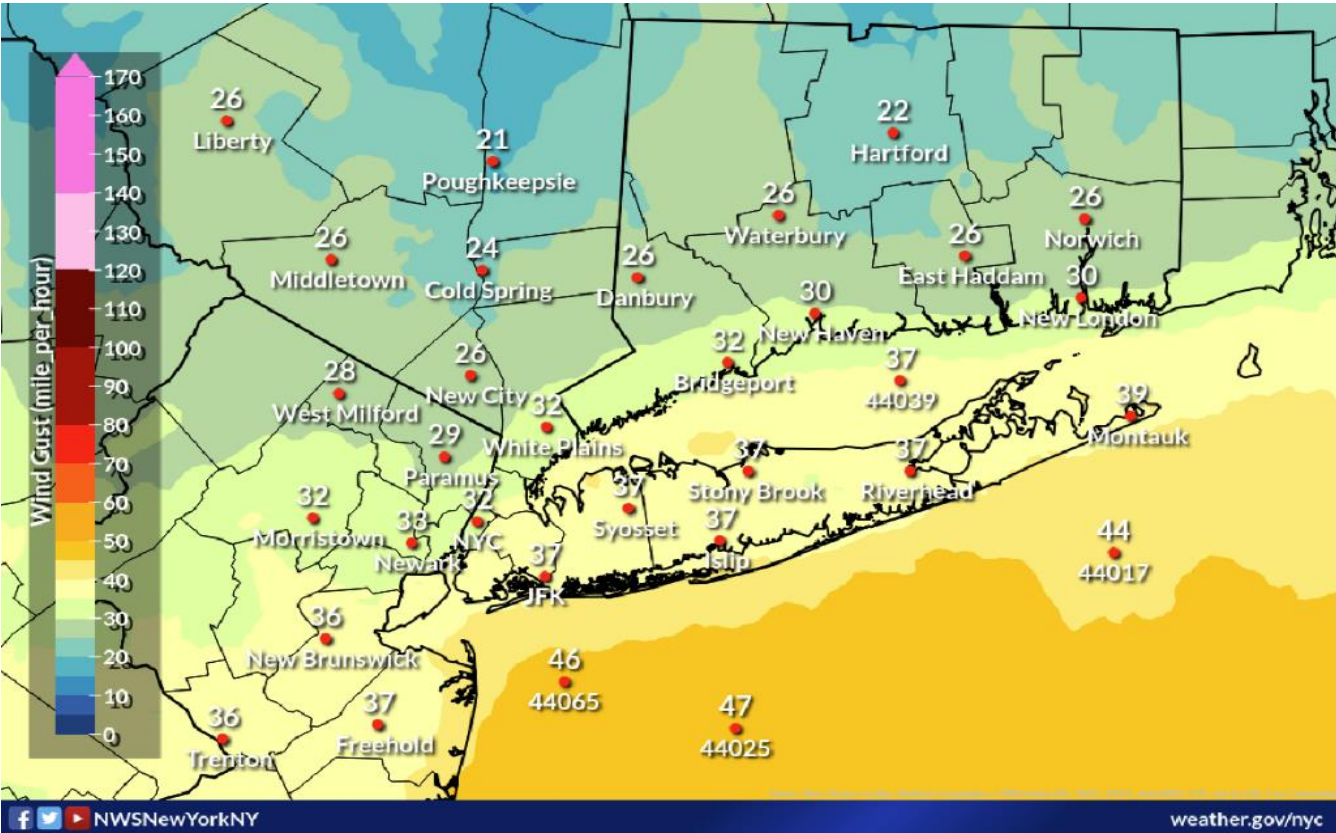 170
160
150
140
130
120
110
100
90
80
70
60
50
40
30
20
10
0
Wind Gust (mile_per_hour)
26
Liberty
21
Poughkeepsie
22
Hartford
26
Waterbury
26
Norwich
26
Middletown
24
Cold Spring
26
Danbury
26
East Haddam
30
New London
30
New Haven
32
Bridgeport
37
44039
28
West Milford
26
New City
32
White Plains
39
Montauk
29
Paramus
37
Stony Brook
37
Riverhead
32
Morristown
33
Newark
32
NYC
37
Syosset
37
Islip
37
JFK
44
44017
36
New Brunswick
46
44065
47
44025
36
Trenton
37
Freehold
NWSNewYorkNY
weather.gov/nyc